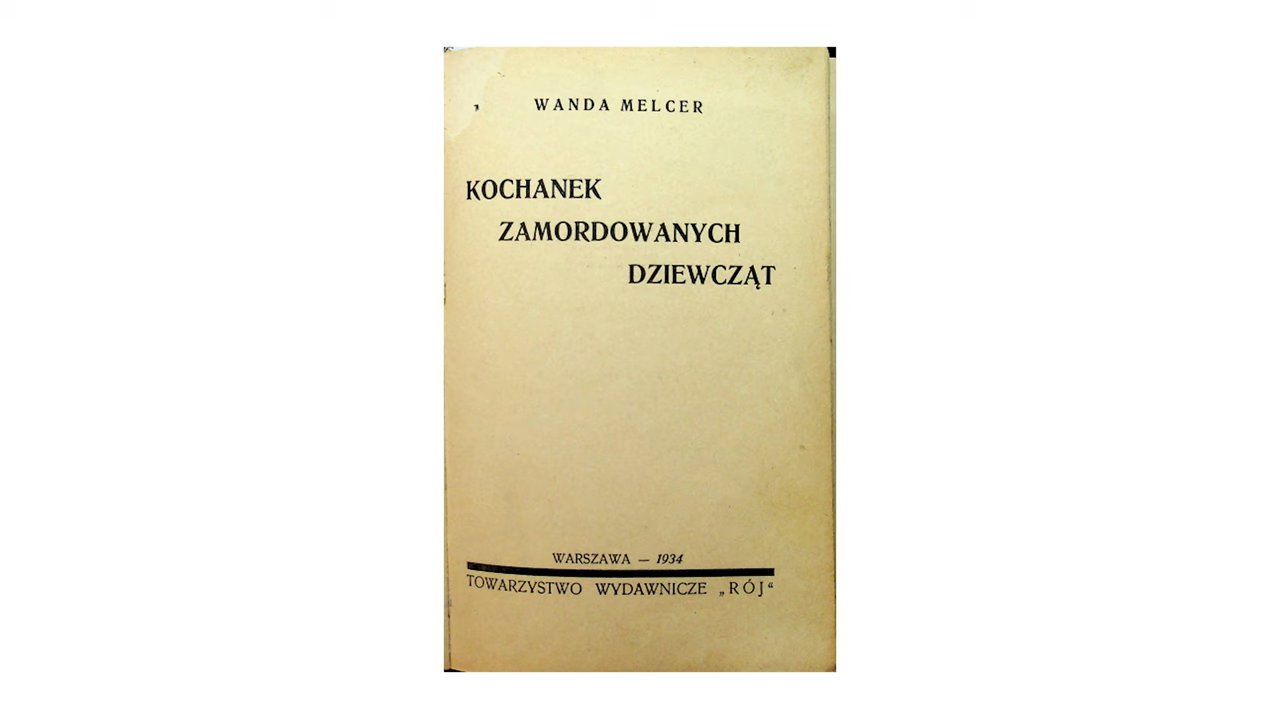 WANDA MELCER
KOCHANEK
ZAMORDOWANYCH
DZIEWCZĄT
WARSZAWA — 1934
TOWARZYSTWO WYDAWNICZE „RÓJ“